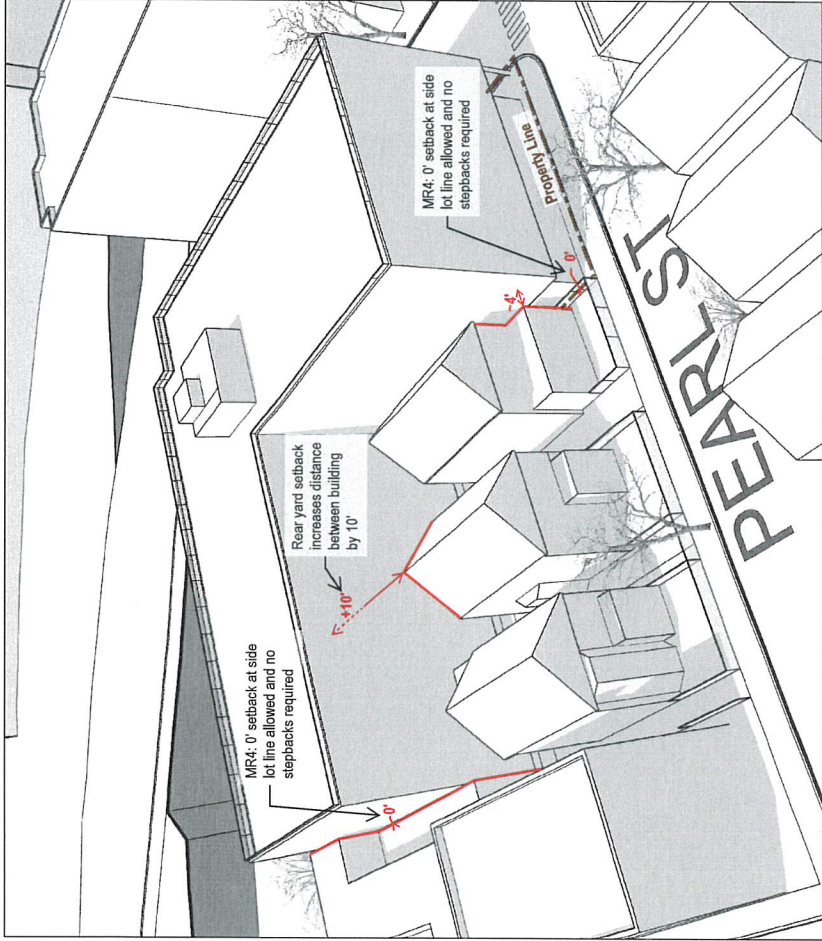 MR4: 0' setback at side
lot line allowed and no
stepbacks required
0'
Rear yard setback
increases distance
between building
by 10'
+10'
MR4: 0' setback at side
lot line allowed and no
stepbacks required
~4'
0'
Property Line
PEARL ST